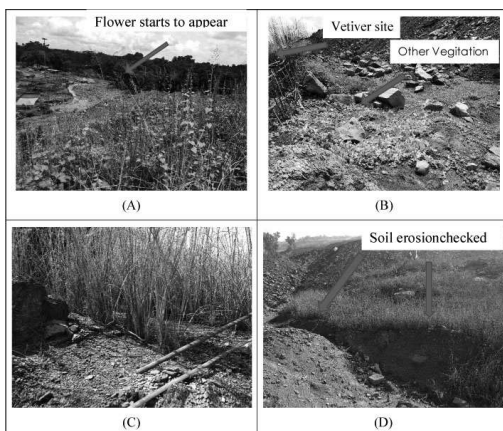 Flower starts to appear
Vetiver site
Other Vegitation
(A)
(B)
Soil erosionchecked
(C)
(D)